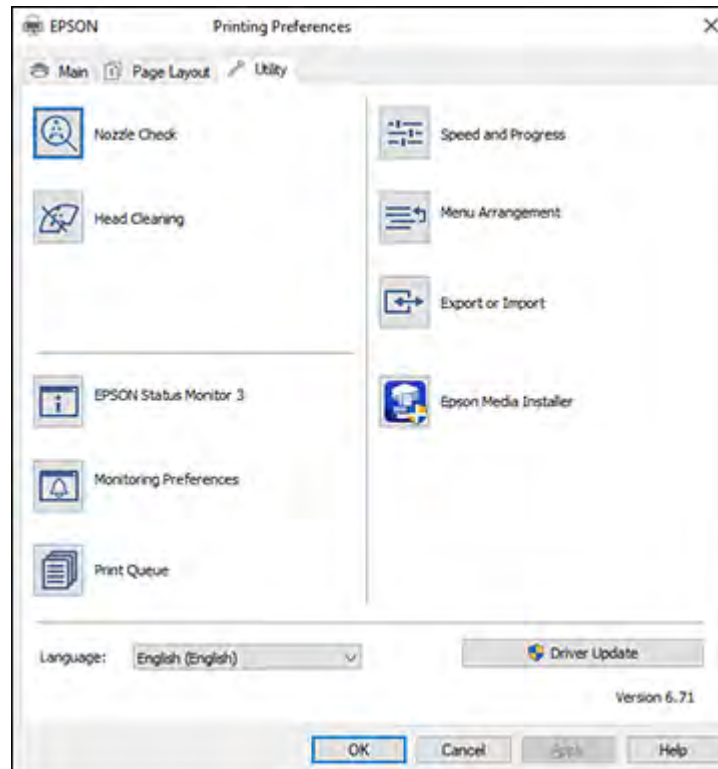 EPSON Printing Preferences
Main Page Layout Utility
Nozzle Check
Head Cleaning
EPSON Status Monitor 3
Monitoring Preferences
Print Queue
Speed and Progress
Menu Arrangement
Export or Import
Epson Media Installer
Language: English (English)
Driver Update
Version 6.71
OK Cancel Apply Help